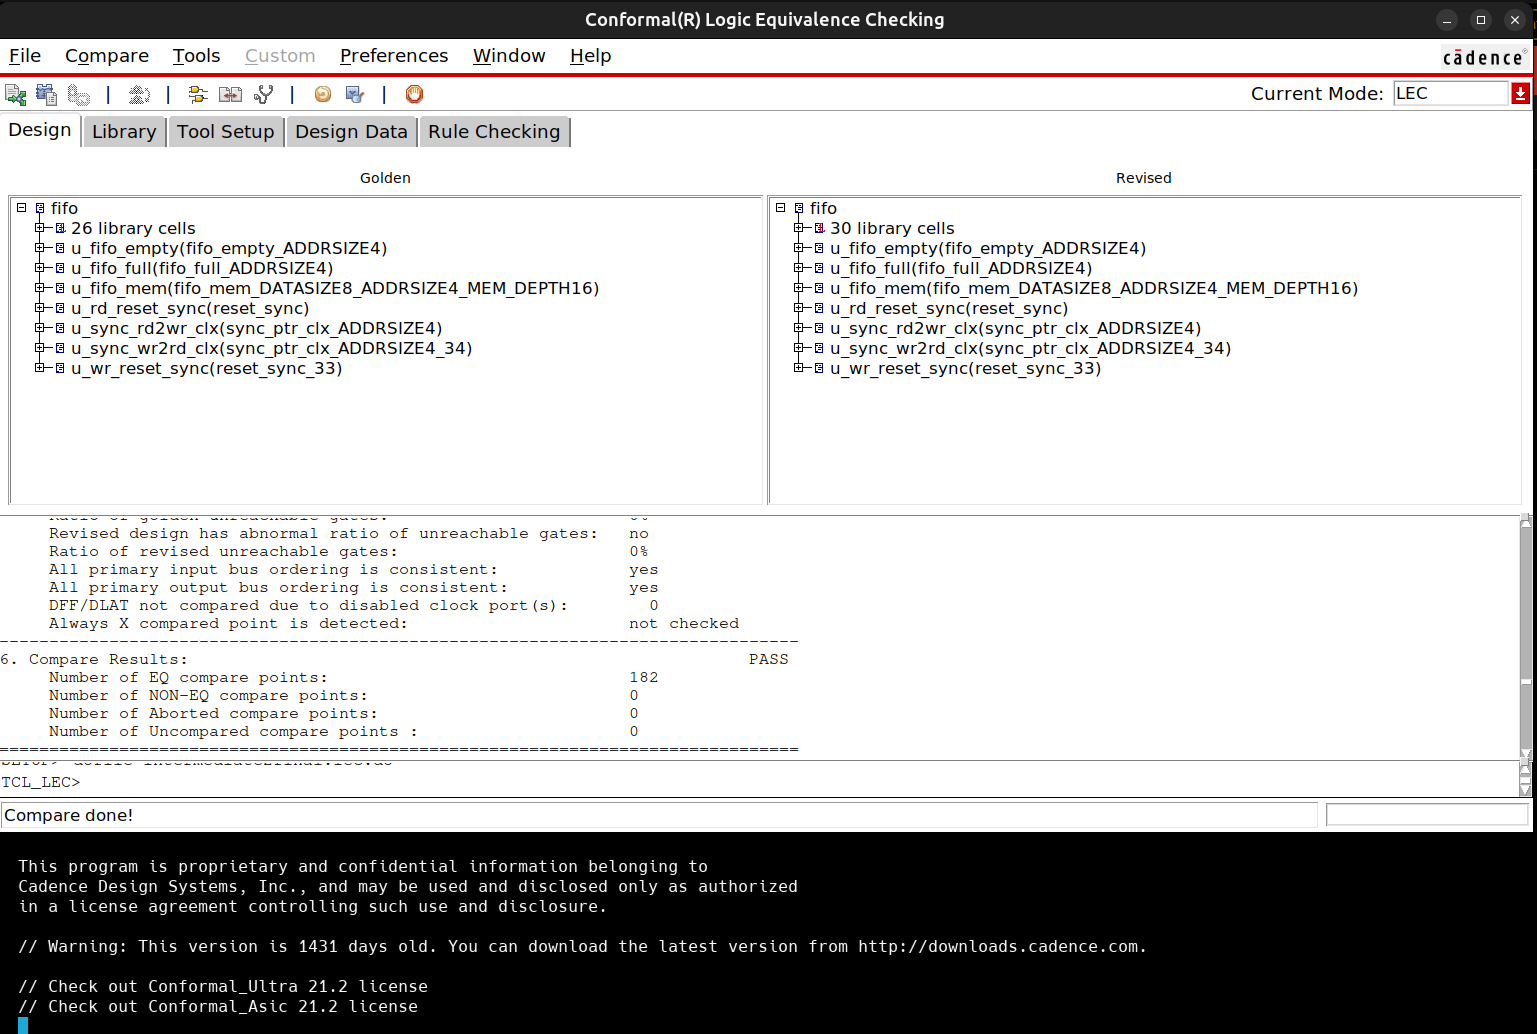 Conformal(R) Logic Equivalence Checking
File Compare Tools Custom Preferences Window Help
cādence®
Current Mode: LEC
Design Library Tool Setup Design Data Rule Checking
Golden
fifo
26 library cells
u_fifo_empty(fifo_empty_ADDRSIZE4)
u_fifo_full(fifo_full_ADDRSIZE4)
u_fifo_mem(fifo_mem_DATASIZE8_ADDRSIZE4_MEM_DEPTH16)
u_rd_reset_sync(reset_sync)
u_sync_rd2wr_clx(sync_ptr_clx_ADDRSIZE4)
u_sync_wr2rd_clx(sync_ptr_clx_ADDRSIZE4_34)
u_wr_reset_sync(reset_sync_33)
Revised
fifo
30 library cells
u_fifo_empty(fifo_empty_ADDRSIZE4)
u_fifo_full(fifo_full_ADDRSIZE4)
u_fifo_mem(fifo_mem_DATASIZE8_ADDRSIZE4_MEM_DEPTH16)
u_rd_reset_sync(reset_sync)
u_sync_rd2wr_clx(sync_ptr_clx_ADDRSIZE4)
u_sync_wr2rd_clx(sync_ptr_clx_ADDRSIZE4_34)
u_wr_reset_sync(reset_sync_33)
Revised design has abnormal ratio of unreachable gates: no
Ratio of revised unreachable gates: 0%
All primary input bus ordering is consistent: yes
All primary output bus ordering is consistent: yes
DFF/DLAT not compared due to disabled clock port(s): 0
Always X compared point is detected: not checked
--------------------------------------------------------------------------------
6. Compare Results: PASS
Number of EQ compare points: 182
Number of NON-EQ compare points: 0
Number of Aborted compare points: 0
Number of Uncompared compare points : 0
================================================================================
TCL_LEC>
Compare done!
This program is proprietary and confidential information belonging to
Cadence Design Systems, Inc., and may be used and disclosed only as authorized
in a license agreement controlling such use and disclosure.
// Warning: This version is 1431 days old. You can download the latest version from http://downloads.cadence.com.
// Check out Conformal_Ultra 21.2 license
// Check out Conformal_Asic 21.2 license